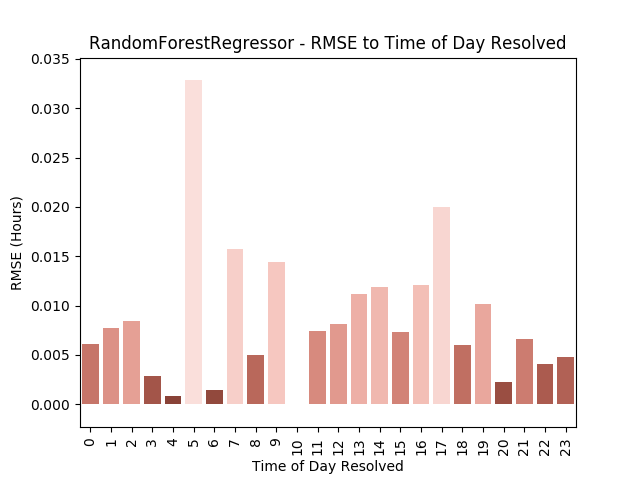 RandomForestRegressor - RMSE to Time of Day Resolved
0.035
0.030
0.025
0.020
0.015
0.010
0.005
0.000
RMSE (Hours)
0 1 2 3 4 5 6 7 8 9 10 11 12 13 14 15 16 17 18 19 20 21 22 23
Time of Day Resolved